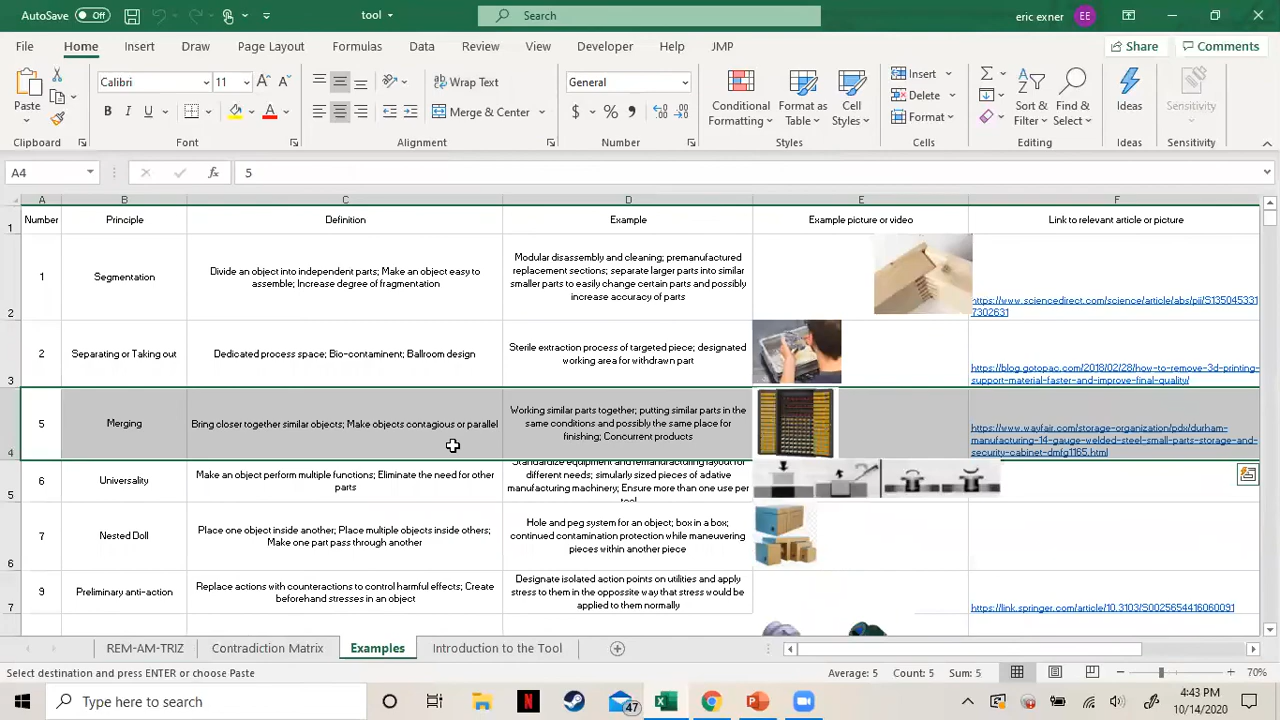 AutoSave Off tool Search eric exner EE
File Home Insert Draw Page Layout Formulas Data Review View Developer Help JMP Share Comments
Paste Calibri 11 Wrap Text General Insert
Conditional Format as Cell Delete Sort & Find & Ideas Sensitivity
B I U Merge & Center $ % Formatting Table Styles Format Filter Select
Clipboard Font Alignment Number Styles Cells Editing Ideas Sensitivity
A4 fx 5
A B C D E F
1 Number Principle Definition Example Example picture or video Link to relevant article or picture
Modular disassembly and cleaning; premanufactured
replacement sections; separate larger parts into similar
smaller parts to easily change certain parts and possibly
increase accuracy of parts
1 Segmentation
Divide an object into independent parts; Make an object easy to
assemble; Increase degree of fragmentation
https://www.sciencedirect.com/science/article/abs/pii/S135045331
7302631
2
2 Separating or Taking out Dedicated process space; Bio-contaminent; Ballroom design
Sterile extraction process of targeted piece; designated
working area for withdrawn part
https://blog.gotopac.com/2018/02/28/how-to-remove-3d-printing-
support-material-faster-and-improve-final-quality/
3
5 Merging Bring closer together similar objects; Make objects contagious or parallel
Working similar parts together; putting similar parts in the
same conditions and possibly the same place for
finishing; Concurrent products
https://www.wayfair.com/storage-organization/pdx/durham-
manufacturing-14-gauge-welded-steel-small-parts-storage-and-
security-cabinet-dmfg1165.html
4
6 Universality
Make an object perform multiple functions; Eliminate the need for other
parts
Standardize equipment and remanufacturing layout for
different needs; simularly sized pieces of adative
manufacturing machinery; Ensure more than one use per
tool
5
7 Nested Doll
Place one object inside another; Place multiple objects inside others;
Make one part pass through another
Hole and peg system for an object; box in a box;
continued contamination protection while maneuvering
pieces within another piece
6
9 Preliminary anti-action
Replace actions with counteractions to control harmful effects; Create
beforehand stresses in an object
Designate isolated action points on utilities and apply
stress to them in the oppossite way that stress would be
applied to them normally
https://link.springer.com/article/10.3103/S0025654416060091
7
REM-AM-TRIZ Contradiction Matrix Examples Introduction to the Tool
Select destination and press ENTER or choose Paste Average: 5 Count: 5 Sum: 5 70%
Type here to search 47 4:43 PM
10/14/2020